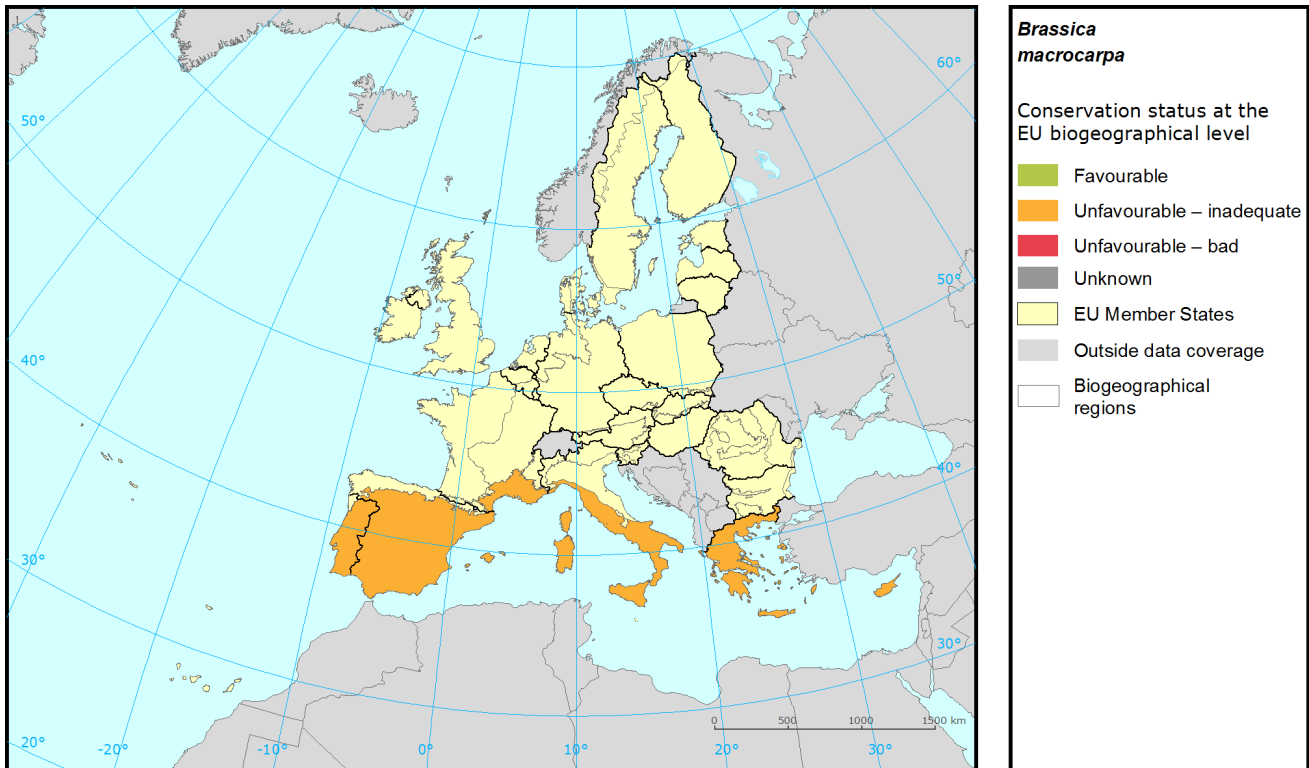 60°
50°
50°
40°
40°
30°
30°
20°
-20°
-10°
0°
10°
20°
30°
0 500 1000 1500 km
Brassica
macrocarpa
Conservation status at the
EU biogeographical level
Favourable
Unfavourable – inadequate
Unfavourable – bad
Unknown
EU Member States
Outside data coverage
Biogeographical
regions